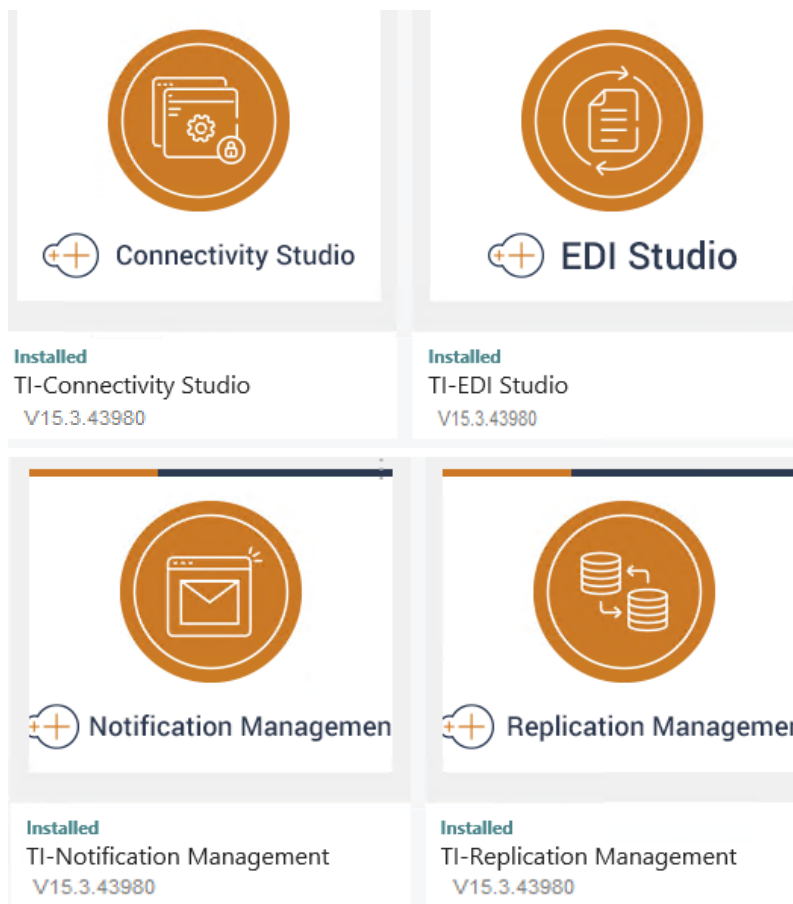 Connectivity Studio
EDI Studio
Installed
TI-Connectivity Studio
V15.3.43980
Installed
TI-EDI Studio
V15.3.43980
Notification Managemen
Replication Managemen
Installed
TI-Notification Management
V15.3.43980
Installed
TI-Replication Management
V15.3.43980